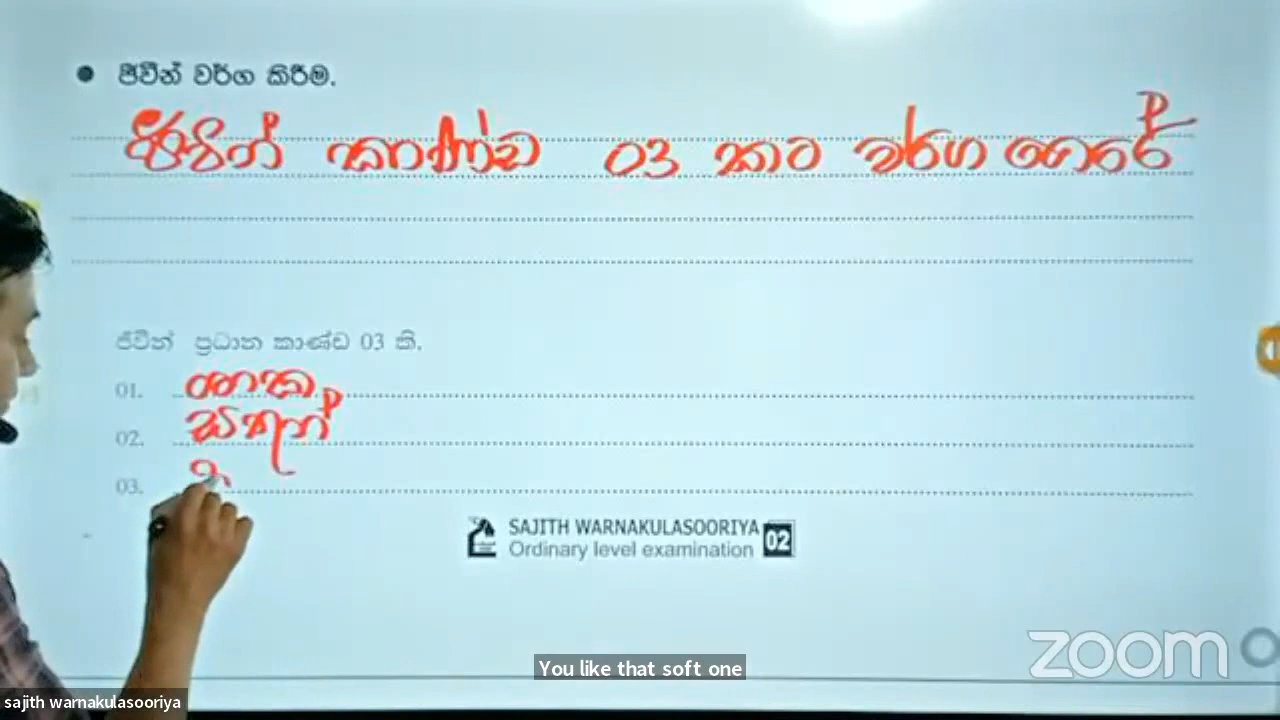 ● ජීවීන් වර්ග කිරීම.
ජීවීන් කාණ්ඩ 03 කට වර්ග කෙරේ
ජීවීන් ප්‍රධාන කාණ්ඩ 03 කි.
01. ශාක
02. සතුන්
03.
SAJITH WARNAKULASOORIYA
Ordinary level examination
02
zoom
You like that soft one
sajith warnakulasooriya